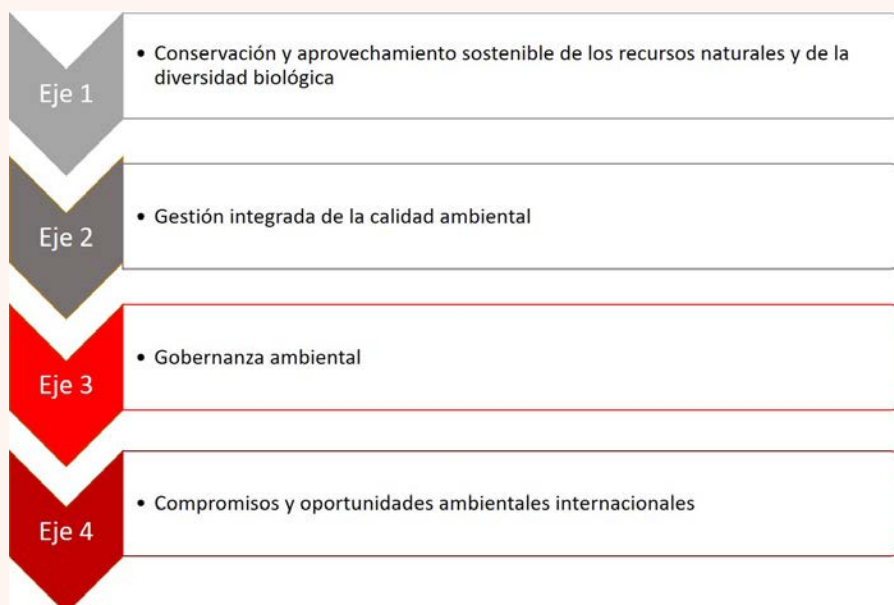 Eje 1
• Conservación y aprovechamiento sostenible de los recursos naturales y de la
diversidad biológica
Eje 2
• Gestión integrada de la calidad ambiental
Eje 3
• Gobernanza ambiental
Eje 4
• Compromisos y oportunidades ambientales internacionales